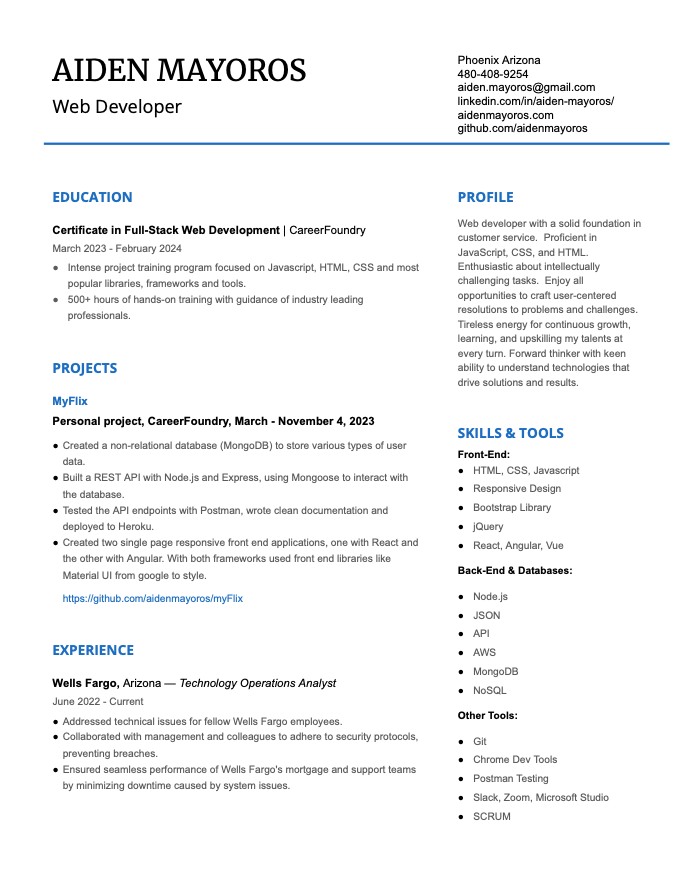 AIDEN MAYOROS
Web Developer
Phoenix Arizona
480-408-9254
aiden.mayoros@gmail.com
linkedin.com/in/aiden-mayoros/
aidenmayoros.com
github.com/aidenmayoros
EDUCATION
Certificate in Full-Stack Web Development | CareerFoundry
March 2023 - February 2024
● Intense project training program focused on Javascript, HTML, CSS and most
popular libraries, frameworks and tools.
● 500+ hours of hands-on training with guidance of industry leading
professionals.
PROJECTS
MyFlix
Personal project, CareerFoundry, March - November 4, 2023
● Created a non-relational database (MongoDB) to store various types of user
data.
● Built a REST API with Node.js and Express, using Mongoose to interact with
the database.
● Tested the API endpoints with Postman, wrote clean documentation and
deployed to Heroku.
● Created two single page responsive front end applications, one with React and
the other with Angular. With both frameworks used front end libraries like
Material UI from google to style.
https://github.com/aidenmayoros/myFlix
EXPERIENCE
Wells Fargo, Arizona — Technology Operations Analyst
June 2022 - Current
● Addressed technical issues for fellow Wells Fargo employees.
● Collaborated with management and colleagues to adhere to security protocols,
preventing breaches.
● Ensured seamless performance of Wells Fargo's mortgage and support teams
by minimizing downtime caused by system issues.
PROFILE
Web developer with a solid foundation in
customer service. Proficient in
JavaScript, CSS, and HTML.
Enthusiastic about intellectually
challenging tasks. Enjoy all
opportunities to craft user-centered
resolutions to problems and challenges.
Tireless energy for continuous growth,
learning, and upskilling my talents at
every turn. Forward thinker with keen
ability to understand technologies that
drive solutions and results.
SKILLS & TOOLS
Front-End:
● HTML, CSS, Javascript
● Responsive Design
● Bootstrap Library
● jQuery
● React, Angular, Vue
Back-End & Databases:
● Node.js
● JSON
● API
● AWS
● MongoDB
● NoSQL
Other Tools:
● Git
● Chrome Dev Tools
● Postman Testing
● Slack, Zoom, Microsoft Studio
● SCRUM